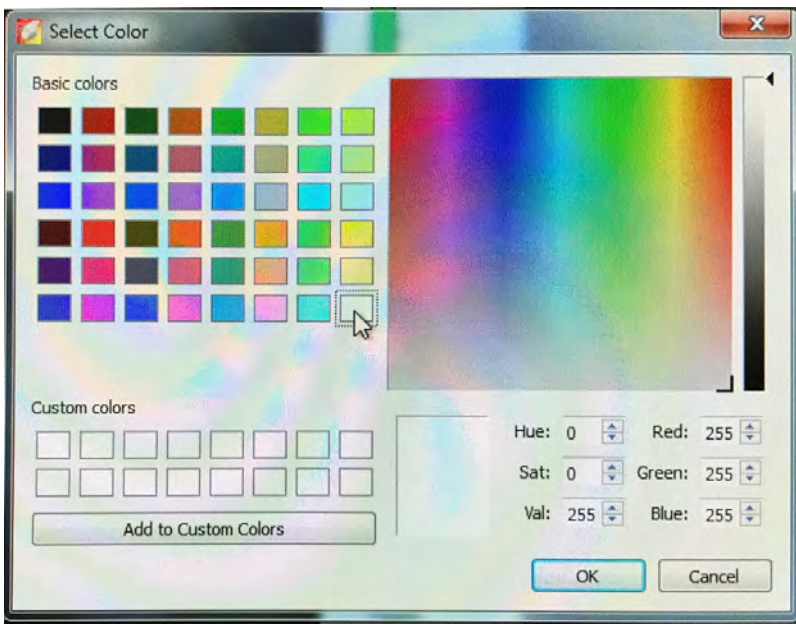 Select Color
Basic colors
Custom colors
Hue: 0 Red: 255
Sat: 0 Green: 255
Val: 255 Blue: 255
Add to Custom Colors
OK Cancel